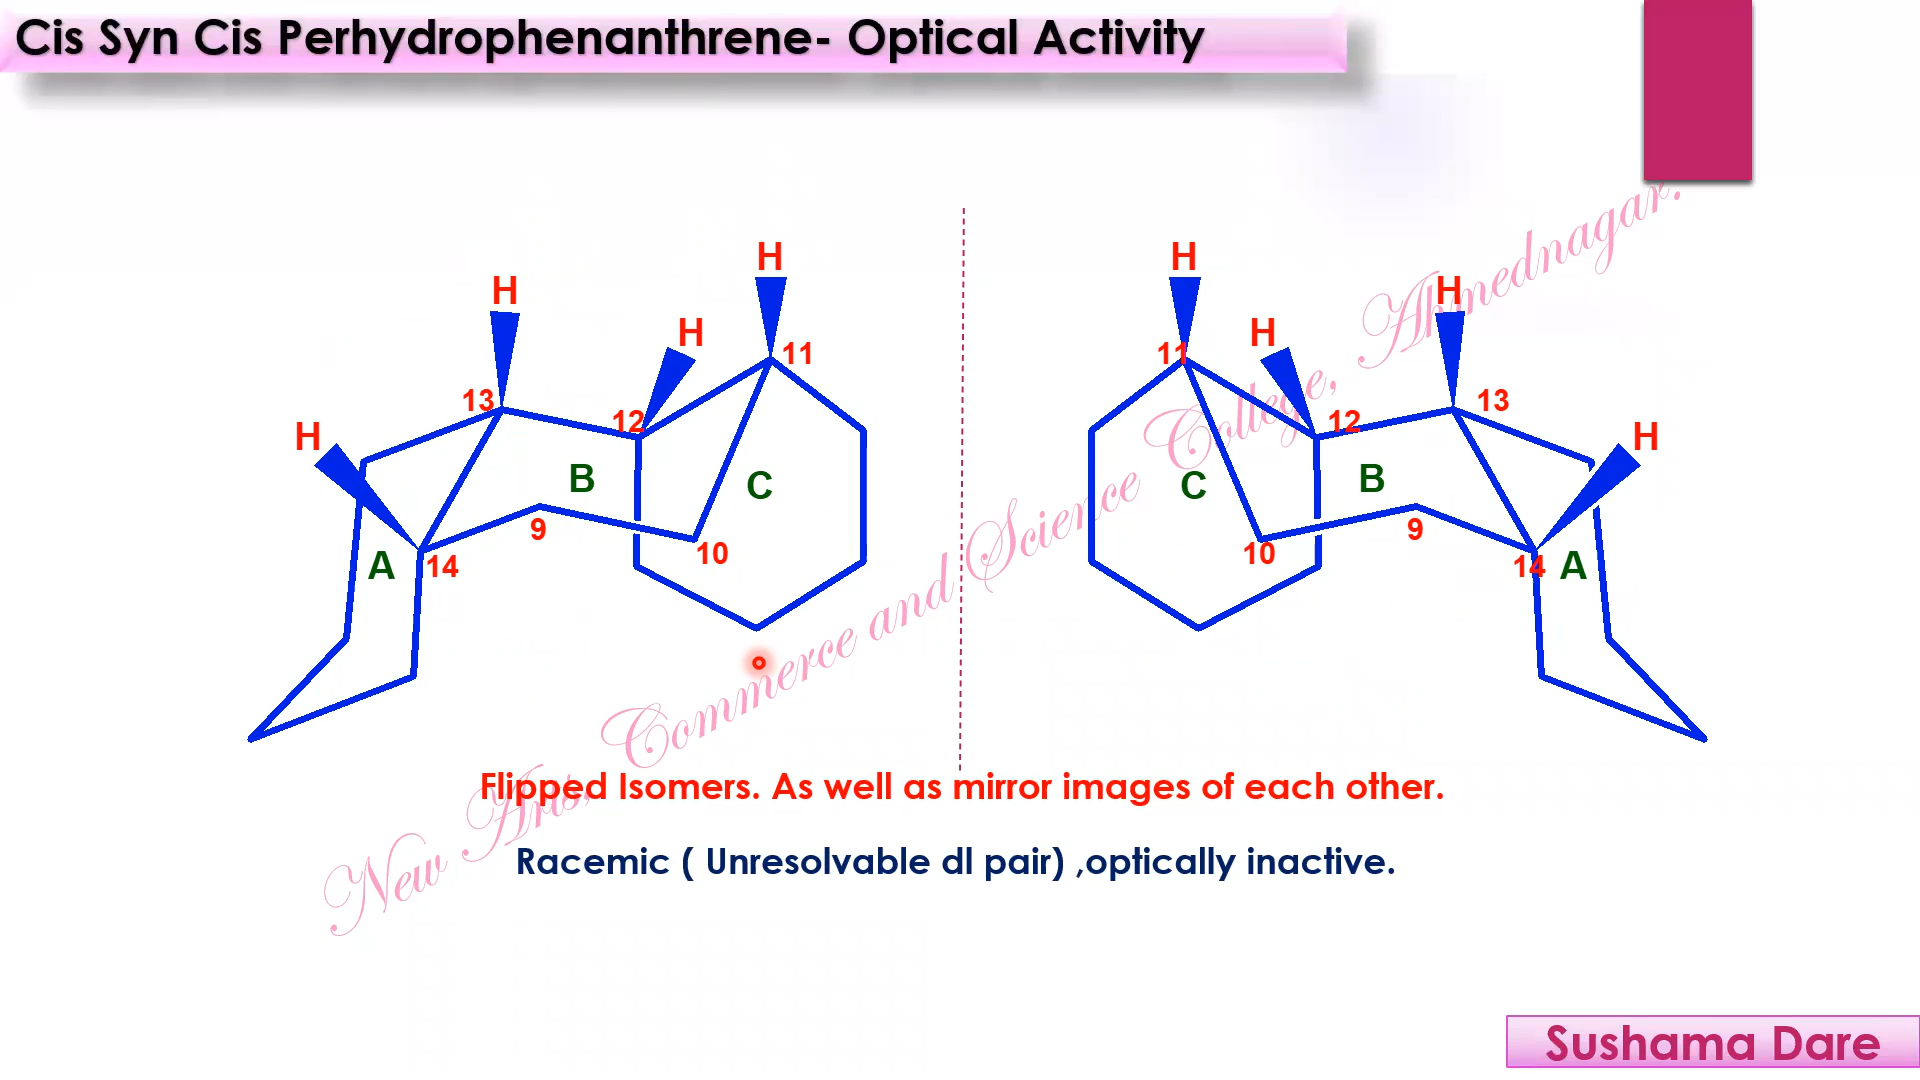 Cis Syn Cis Perhydrophenanthrene- Optical Activity
H H
H H
H H
H H
11 11
13 12 12 13
H H
B C C B
9 10 10 9
A 14 14 A
Flipped Isomers. As well as mirror images of each other.
Racemic ( Unresolvable dl pair) ,optically inactive.
New Arts, Commerce and Science College, Ahmednagar.
Sushama Dare